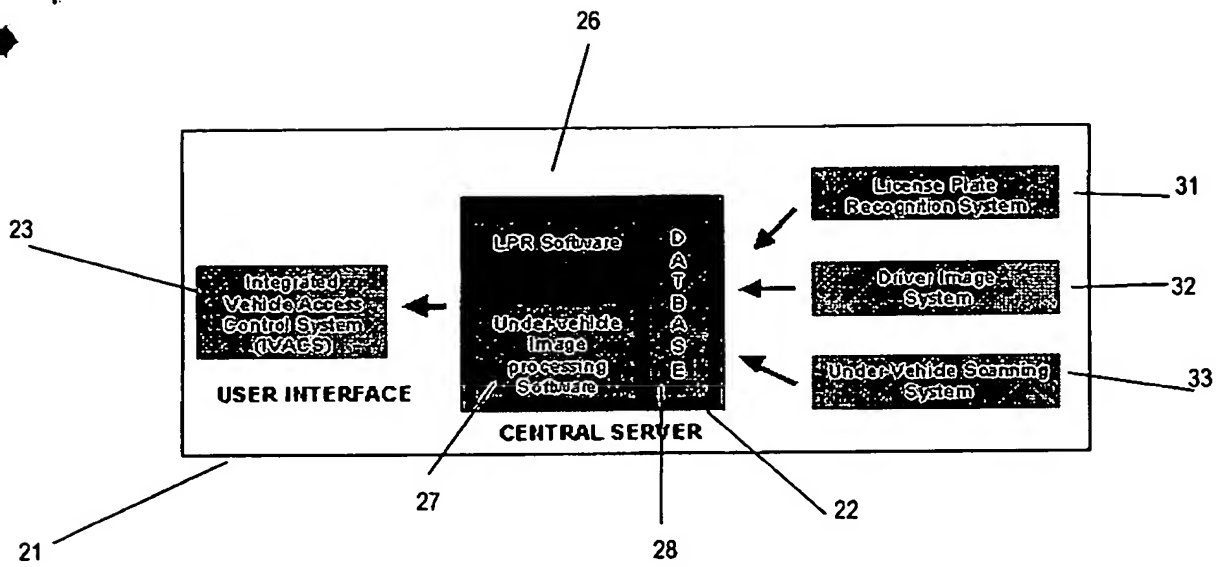 26
License Plate
Recognition System
31
23
LPR Software
DATBASE
Integrated
Vehicle Access
Control System
(IVACS)
Driver Image
System
32
Under-vehicle
Image
processing
Software
USER INTERFACE
Under-Vehicle Scanning
System
33
CENTRAL SERVER
27
22
21
28